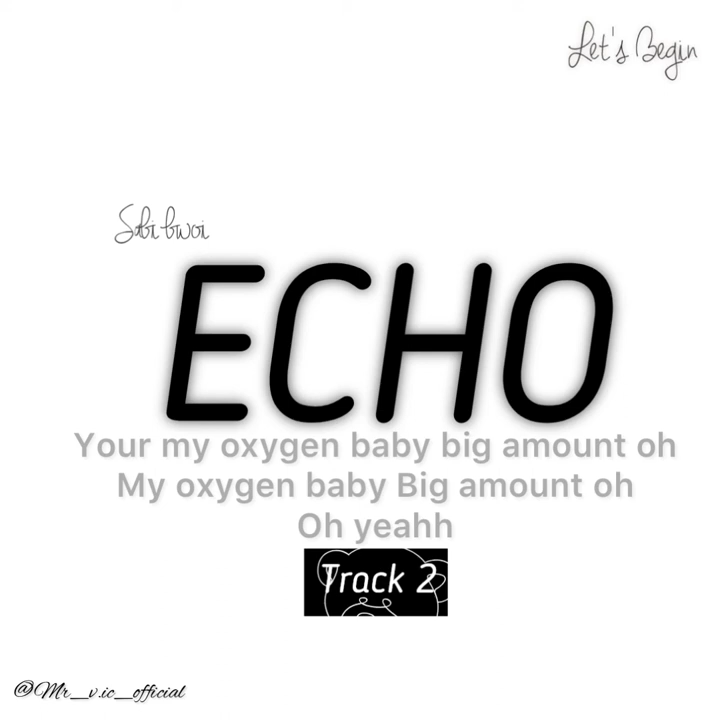 Let's Begin
Sabi bwoi
ECHO
Your my oxygen baby big amount oh
My oxygen baby Big amount oh
Oh yeahh
Track 2
@Mr_v.ic_official